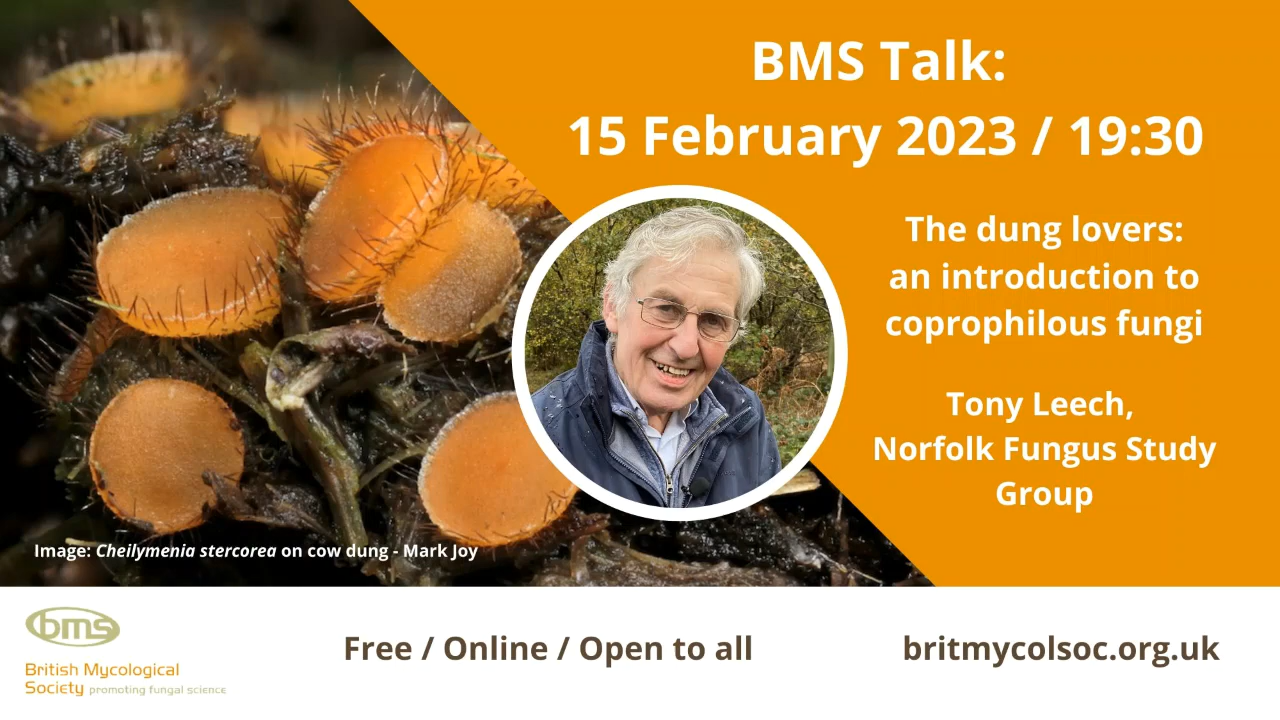 BMS Talk:
15 February 2023 / 19:30
The dung lovers:
an introduction to
coprophilous fungi
Tony Leech,
Norfolk Fungus Study
Group
Image: Cheilymenia stercorea on cow dung - Mark Joy
bms
British Mycological
Society promoting fungal science
Free / Online / Open to all
britmycolsoc.org.uk